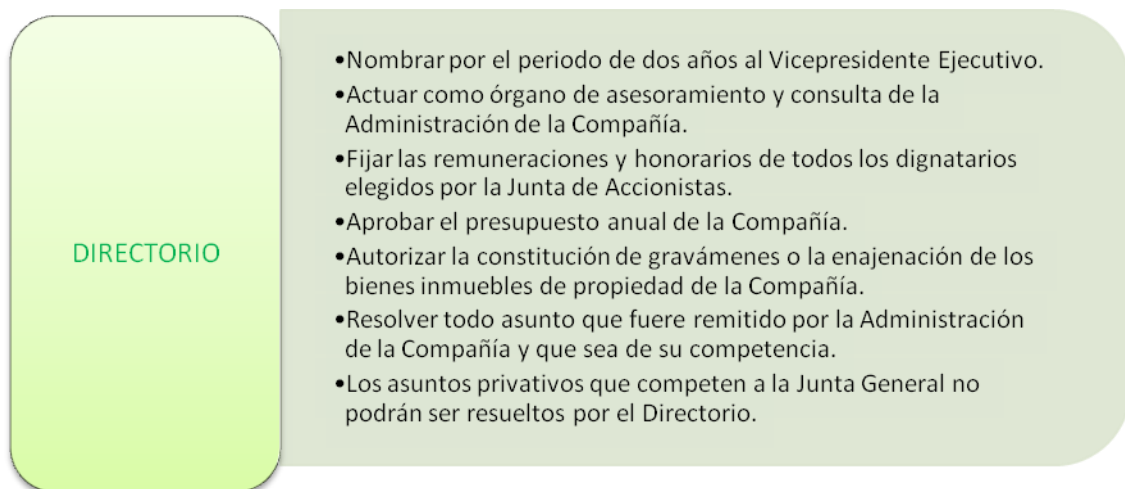 DIRECTORIO
•Nombrar por el periodo de dos años al Vicepresidente Ejecutivo.
•Actuar como órgano de asesoramiento y consulta de la
Administración de la Compañía.
•Fijar las remuneraciones y honorarios de todos los dignatarios
elegidos por la Junta de Accionistas.
•Aprobar el presupuesto anual de la Compañía.
•Autorizar la constitución de gravámenes o la enajenación de los
bienes inmuebles de propiedad de la Compañía.
•Resolver todo asunto que fuere remitido por la Administración
de la Compañía y que sea de su competencia.
•Los asuntos privativos que competen a la Junta General no
podrán ser resueltos por el Directorio.